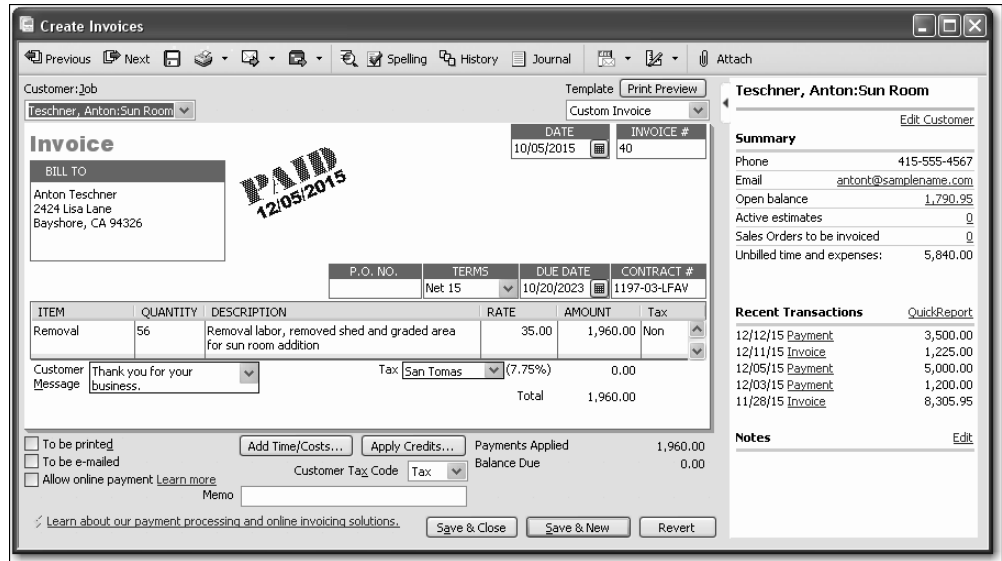 Create Invoices
Previous Next Spelling History Journal Attach
Customer:Job
Template Print Preview
Teschner, Anton:Sun Room
Custom Invoice
Invoice
DATE INVOICE #
10/05/2015 40
BILL TO
Anton Teschner
2424 Lisa Lane
Bayshore, CA 94326
PAID
12/05/2015
P.O. NO. TERMS DUE DATE CONTRACT #
Net 15 10/20/2023 1197-03-LFAV
ITEM QUANTITY DESCRIPTION RATE AMOUNT Tax
Removal 56 Removal labor, removed shed and graded area 35.00 1,960.00 Non
for sun room addition
Customer Thank you for your Tax San Tomas (7.75%) 0.00
Message business.
Total 1,960.00
To be printed Add Time/Costs... Apply Credits... Payments Applied 1,960.00
To be e-mailed Customer Tax Code Tax Balance Due 0.00
Allow online payment Learn more
Memo
Learn about our payment processing and online invoicing solutions. Save & Close Save & New Revert
Teschner, Anton:Sun Room
Edit Customer
Summary
Phone 415-555-4567
Email antont@samplename.com
Open balance 1,790.95
Active estimates 0
Sales Orders to be invoiced 0
Unbilled time and expenses: 5,840.00
Recent Transactions QuickReport
12/12/15 Payment 3,500.00
12/11/15 Invoice 1,225.00
12/05/15 Payment 5,000.00
12/03/15 Payment 1,200.00
11/28/15 Invoice 8,305.95
Notes Edit